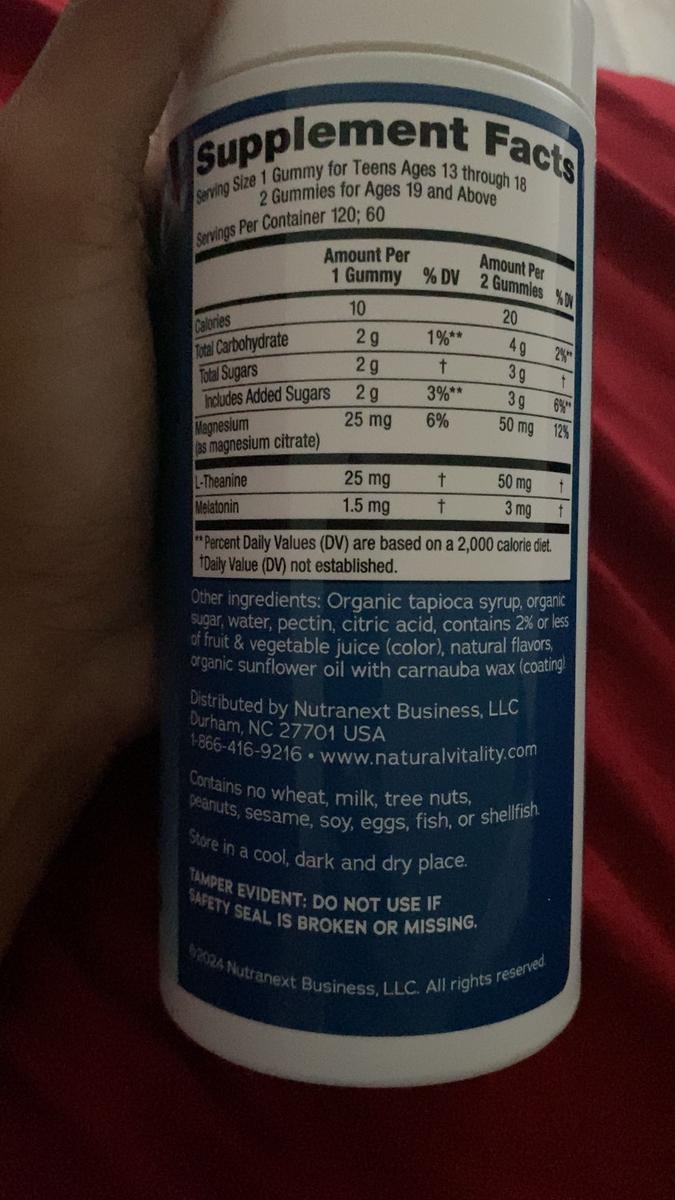 Supplement Facts
Serving Size 1 Gummy for Teens Ages 13 through 18
2 Gummies for Ages 19 and Above
Servings Per Container 120; 60
Amount Per 1 Gummy % DV Amount Per 2 Gummies % DV
Calories 10 20
Total Carbohydrate 2 g 1%** 4 g 2%**
Total Sugars 2 g † 3 g †
Includes Added Sugars 2 g 3%** 3 g 6%**
Magnesium 25 mg 6% 50 mg 12%
(as magnesium citrate)
L-Theanine 25 mg † 50 mg †
Melatonin 1.5 mg † 3 mg †
**Percent Daily Values (DV) are based on a 2,000 calorie diet.
†Daily Value (DV) not established.
Other ingredients: Organic tapioca syrup, organic
sugar, water, pectin, citric acid, contains 2% or less
of fruit & vegetable juice (color), natural flavors,
organic sunflower oil with carnauba wax (coating)
Distributed by Nutranext Business, LLC
Durham, NC 27701 USA
1-866-416-9216 • www.naturalvitality.com
Contains no wheat, milk, tree nuts,
peanuts, sesame, soy, eggs, fish, or shellfish.
Store in a cool, dark and dry place.
TAMPER EVIDENT: DO NOT USE IF
SAFETY SEAL IS BROKEN OR MISSING.
©2024 Nutranext Business, LLC. All rights reserved.